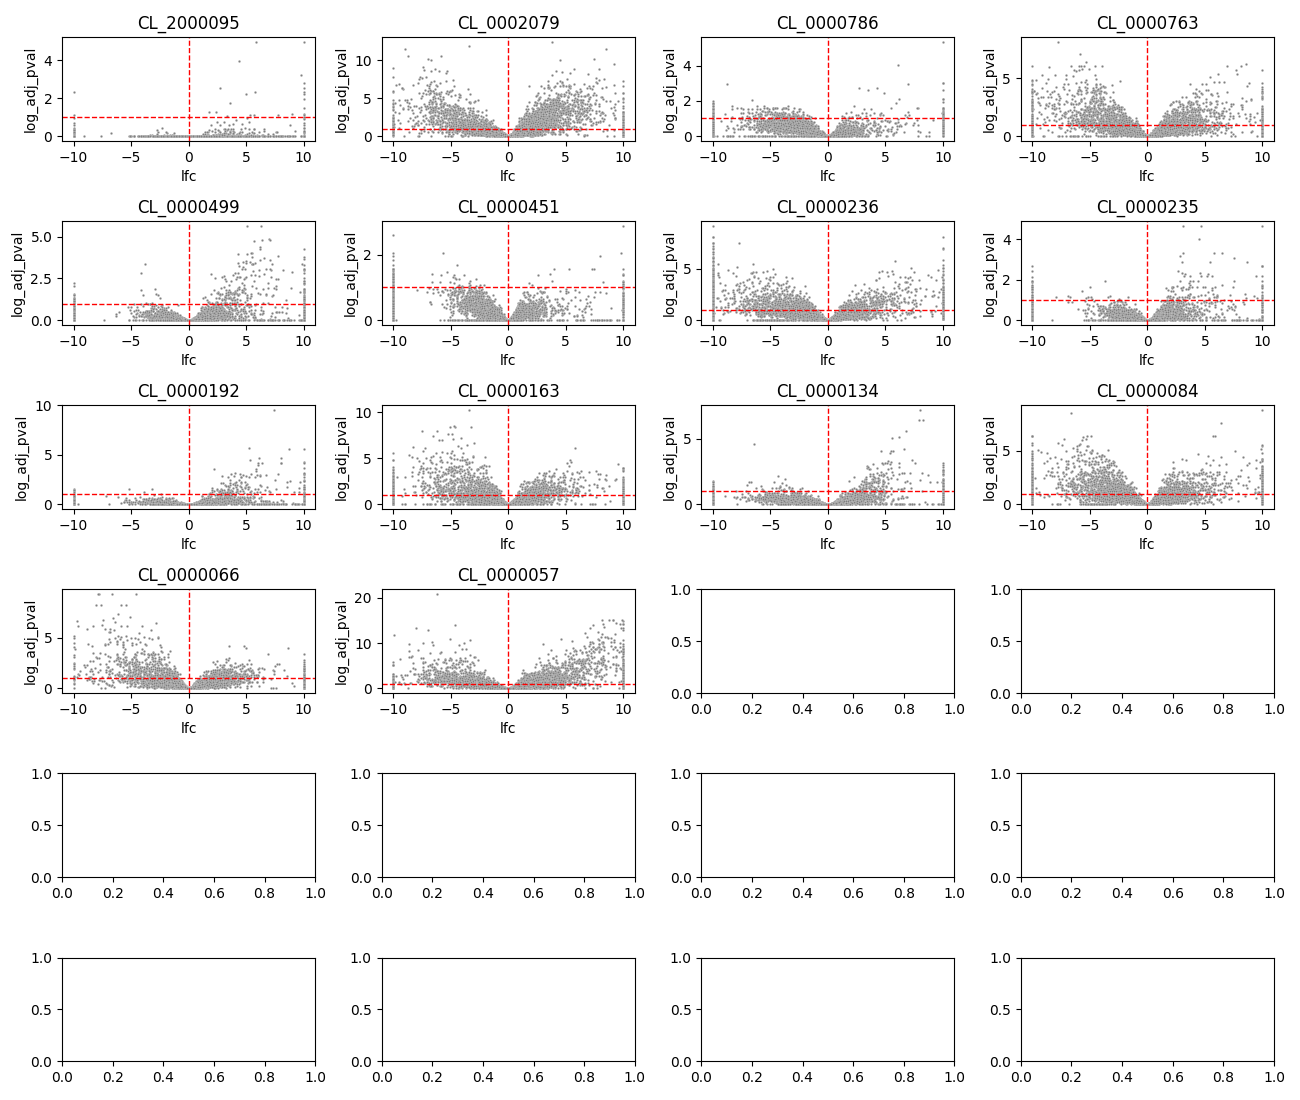 CL_2000095 CL_0002079 CL_0000786 CL_0000763
log_adj_pval 4 2 0 log_adj_pval 10 5 0 log_adj_pval 4 2 0 log_adj_pval 5 0
−10 −5 0 5 10 −10 −5 0 5 10 −10 −5 0 5 10 −10 −5 0 5 10
lfc lfc lfc lfc
CL_0000499 CL_0000451 CL_0000236 CL_0000235
log_adj_pval 5.0 2.5 0.0 log_adj_pval 2 0 log_adj_pval 5 0 log_adj_pval 4 2 0
−10 −5 0 5 10 −10 −5 0 5 10 −10 −5 0 5 10 −10 −5 0 5 10
lfc lfc lfc lfc
CL_0000192 CL_0000163 CL_0000134 CL_0000084
log_adj_pval 10 5 0 log_adj_pval 10 5 0 log_adj_pval 5 0 log_adj_pval 5 0
−10 −5 0 5 10 −10 −5 0 5 10 −10 −5 0 5 10 −10 −5 0 5 10
lfc lfc lfc lfc
CL_0000066 CL_0000057
log_adj_pval 5 0 log_adj_pval 20 10 0 1.0 0.5 0.0 1.0 0.5 0.0
−10 −5 0 5 10 −10 −5 0 5 10 0.0 0.2 0.4 0.6 0.8 1.0 0.0 0.2 0.4 0.6 0.8 1.0
lfc lfc
1.0 0.5 0.0 1.0 0.5 0.0 1.0 0.5 0.0 1.0 0.5 0.0
0.0 0.2 0.4 0.6 0.8 1.0 0.0 0.2 0.4 0.6 0.8 1.0 0.0 0.2 0.4 0.6 0.8 1.0 0.0 0.2 0.4 0.6 0.8 1.0
1.0 0.5 0.0 1.0 0.5 0.0 1.0 0.5 0.0 1.0 0.5 0.0
0.0 0.2 0.4 0.6 0.8 1.0 0.0 0.2 0.4 0.6 0.8 1.0 0.0 0.2 0.4 0.6 0.8 1.0 0.0 0.2 0.4 0.6 0.8 1.0